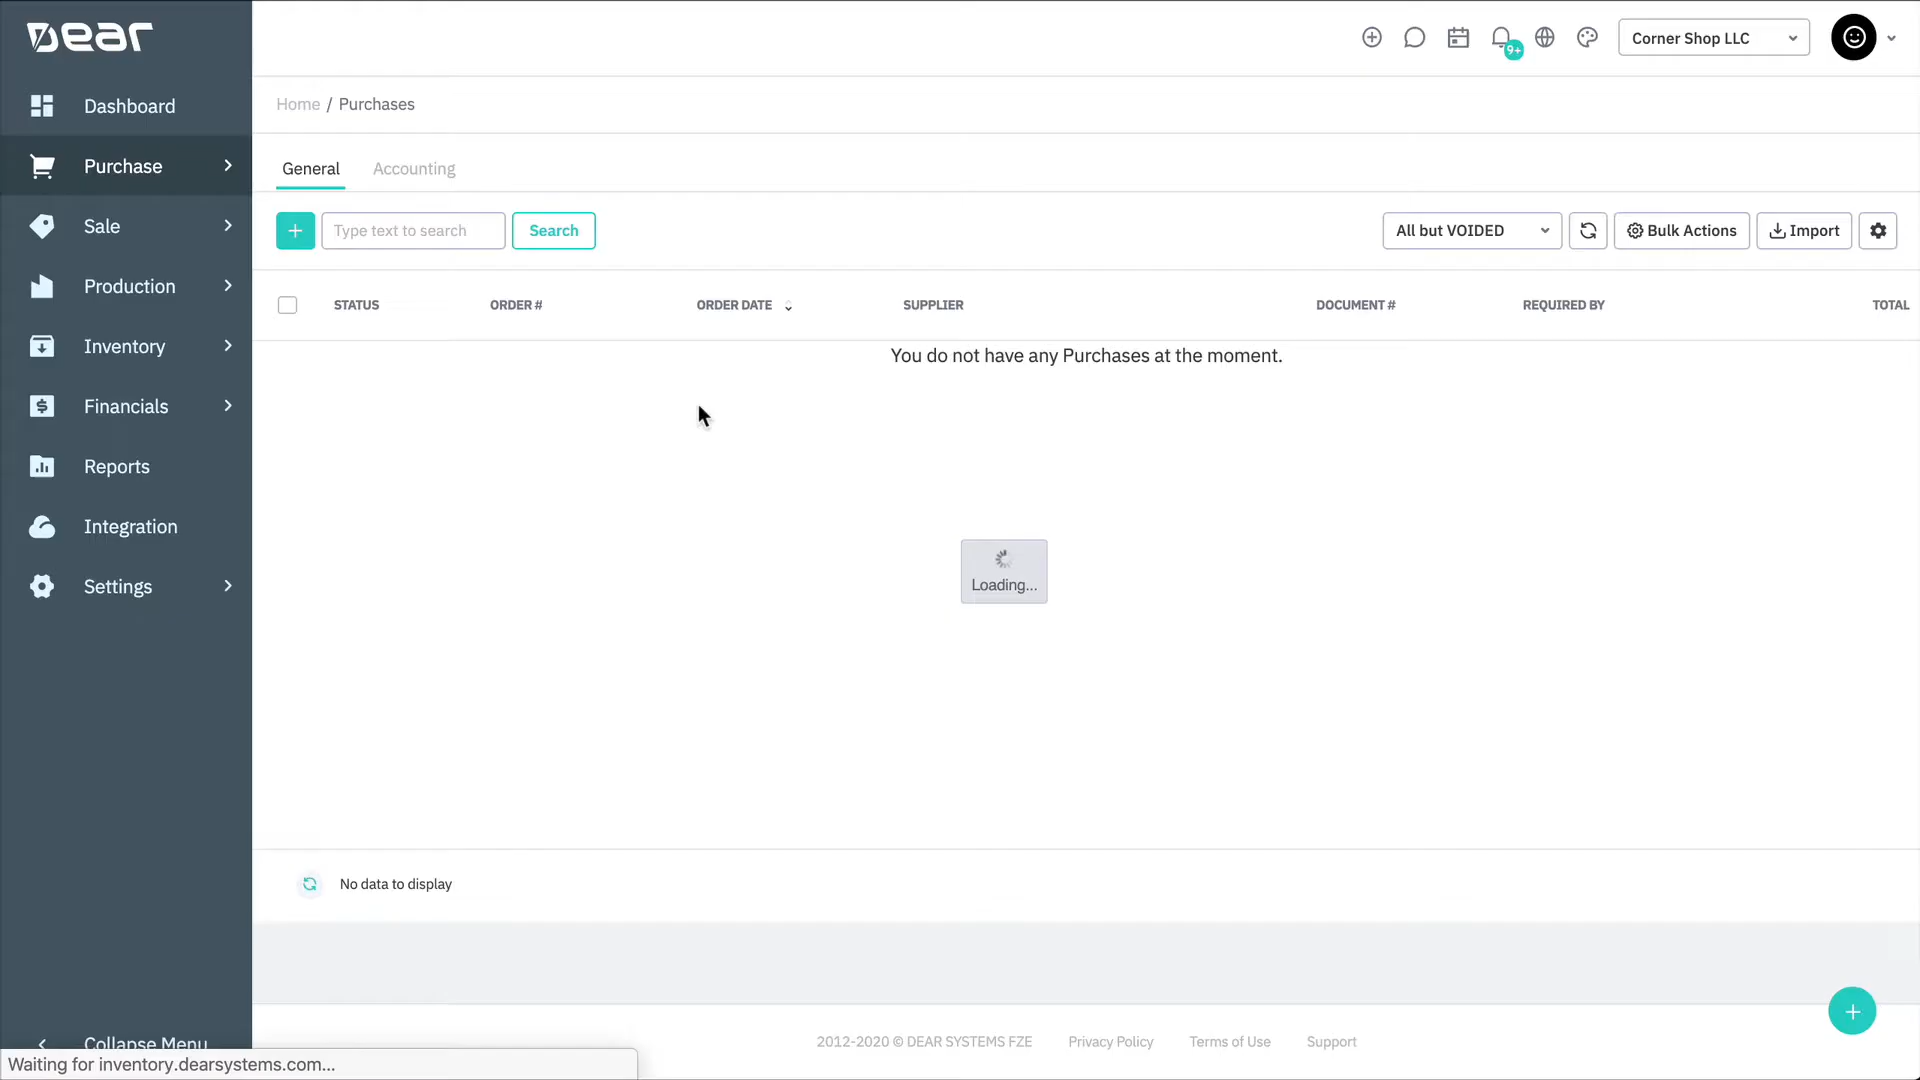 Dear
Dashboard
Purchase
Sale
Production
Inventory
Financials
Reports
Integration
Settings
Collapse Menu
9+
Corner Shop LLC
Home / Purchases
General
Accounting
+
Type text to search
Search
All but VOIDED
Bulk Actions
Import
STATUS
ORDER #
ORDER DATE
SUPPLIER
DOCUMENT #
REQUIRED BY
TOTAL
You do not have any Purchases at the moment.
Loading...
No data to display
+
2012-2020 © DEAR SYSTEMS FZE
Privacy Policy
Terms of Use
Support
Waiting for inventory.dearsystems.com...